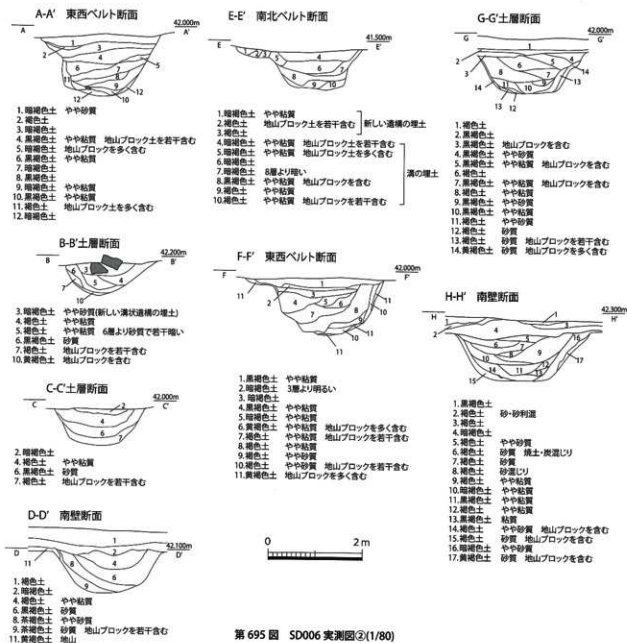 A-A' 東西ベルト断面
42.000m
A
A'
1.暗褐色土 やや砂質
2.褐色土
3.暗褐色土
4.黒褐色土 やや粘質 地山ブロック土を若干含む
5.暗褐色土 地山ブロックを多く含む
6.黒褐色土 やや粘質
7.暗褐色土
8.黒褐色土
9.暗褐色土 やや粘質
10.黒褐色土 やや粘質
11.褐色土 地山ブロック土を多く含む
12.暗褐色土
B-B'土層断面
42.200m
B
B'
3.暗褐色土 やや砂質(新しい溝状遺構の埋土)
4.褐色土 やや粘質
5.褐色土 やや粘質 6層より砂質で若干暗い
6.黒褐色土 砂質
7.褐色土 地山ブロックを若干含む
10.黄褐色土 地山ブロックを含む
C-C'土層断面
42.000m
C
C'
2.暗褐色土
4.褐色土 やや粘質
6.黒褐色土 砂質
7.褐色土 地山ブロックを若干含む
D-D' 南壁断面
42.100m
D
D'
1.褐色土
2.暗褐色土
4.褐色土 やや粘質
6.黒褐色土 砂質
8.茶褐色土 やや砂質
9.茶褐色土 砂質 地山ブロックを若干含む
11.黄褐色土 地山
E-E' 南北ベルト断面
41.500m
E
E'
1.暗褐色土 やや粘質
2.褐色土 地山ブロック土を若干含む
3.褐色土
新しい遺構の埋土
4.暗褐色土 やや粘質 地山ブロック土を若干含む
5.暗褐色土 やや粘質 地山ブロック土を多く含む
6.暗褐色土
7.暗褐色土 8層より暗い
8.黒褐色土 やや粘質 地山ブロックを含む
9.褐色土 やや粘質
10.褐色土 やや粘質 地山ブロックを若干含む
溝の埋土
F-F' 東西ベルト断面
42.000m
F
F'
1.黒褐色土 やや粘質
2.暗褐色土 3層より明るい
3.暗褐色土
4.黒褐色土 やや粘質
5.暗褐色土 やや粘質
6.黄褐色土 やや粘質 地山ブロックを多く含む
7.褐色土 やや粘質 地山ブロックを若干含む
8.褐色土 やや粘質
9.褐色土 やや砂質
10.褐色土 やや砂質 地山ブロックを若干含む
11.黄褐色土 地山ブロックを多く含む
G-G'土層断面
42.000m
G
G'
1.褐色土
2.黒褐色土
3.黒褐色土 地山ブロックを含む
4.黒褐色土 やや砂質
5.黒褐色土 やや粘質 地山ブロックを含む
6.褐色土
7.黒褐色土 やや粘質 地山ブロックを含む
8.褐色土 やや粘質
9.黒褐色土 やや砂質
10.黒褐色土 やや粘質
11.褐色土 やや砂質
12.褐色土 砂質
13.褐色土 砂質 地山ブロックを若干含む
14.黄褐色土 砂質 地山ブロックを多く含む
H-H' 南壁断面
42.300m
H
H'
1.黒褐色土
2.褐色土 砂・砂利混
3.褐色土
4.暗褐色土
5.褐色土 やや砂質
6.褐色土 砂質 焼土・炭混じり
7.褐色土 砂質
8.褐色土 砂混じり
9.褐色土 やや粘質
10.暗褐色土 やや粘質
11.黒褐色土 やや粘質
12.褐色土 やや粘質
13.黒褐色土 粘質
14.褐色土 やや砂質 地山ブロックを含む
15.褐色土 砂質 地山ブロックを含む
16.暗褐色土 やや砂質
17.黄褐色土 砂質 地山ブロックを含む
0 2m
第695図 SD006 実測図②(1/80)